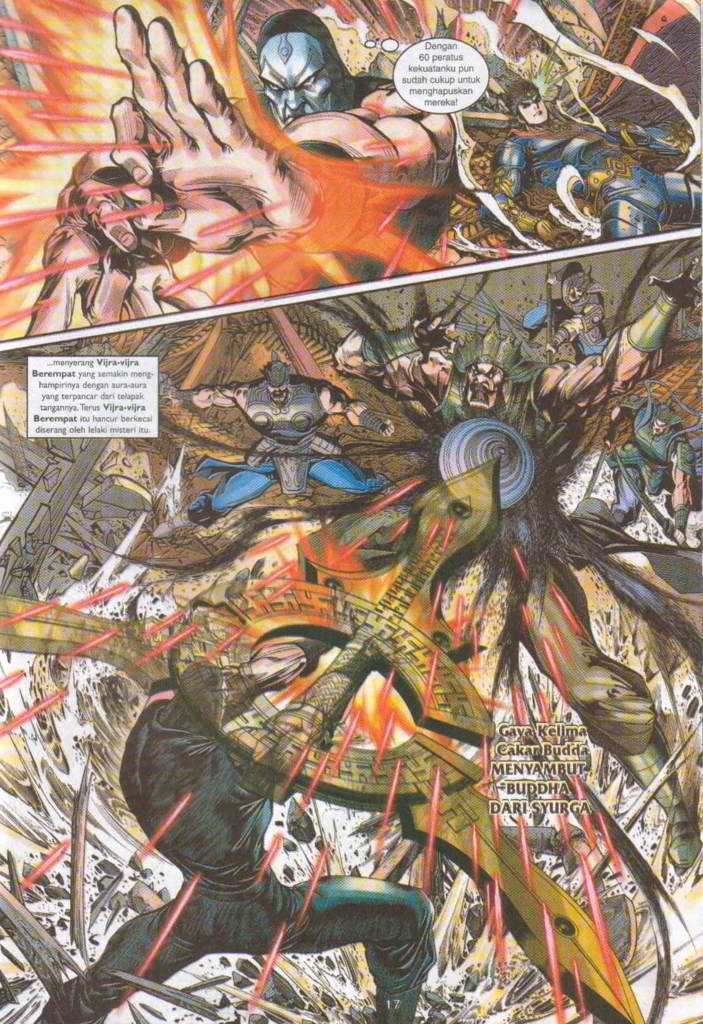 Dengan
60 peratus
kekuatanku pun
sudah cukup untuk
menghapuskan
mereka!
...menyerang Vijra-vijra
Berempat yang semakin meng-
hampirinya dengan aura-aura
yang terpancar dari telapak
tangannya. Terus Vijra-vijra
Berempat itu hancur berkecai
diserang oleh lelaki misteri itu.
Gaya Kelima
Cakar Budda
MENYAMBUT
BUDDHA
DARI SYURGA
17